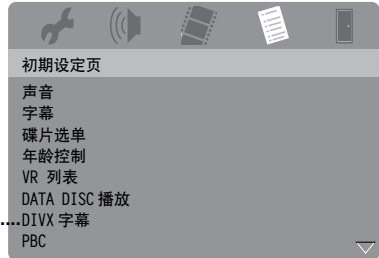 初期设定页
声音
字幕
碟片选单
年龄控制
VR 列表
DATA DISC 播放
....DIVX 字幕
PBC